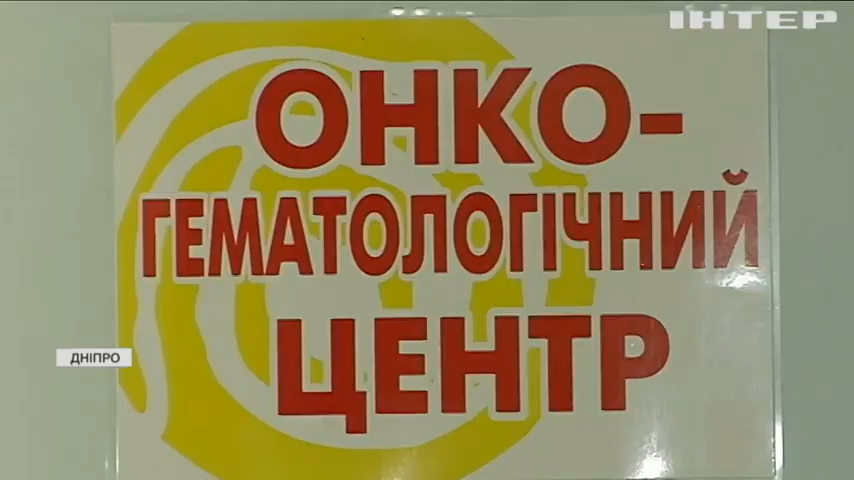 ІНТЕР
ОНКО-
ГЕМАТОЛОГІЧНИЙ
ЦЕНТР
ДНІПРО